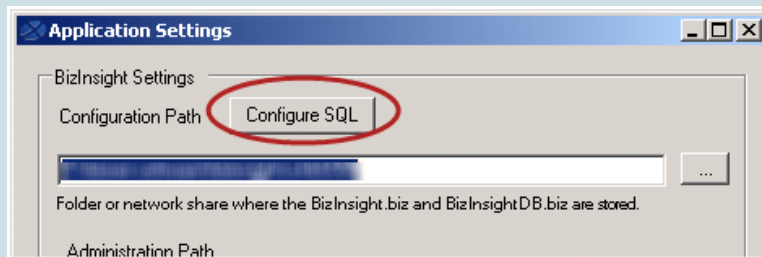 Application Settings
BizInsight Settings
Configuration Path Configure SQL
...
Folder or network share where the BizInsight.biz and BizInsightDB.biz are stored.
Administration Path